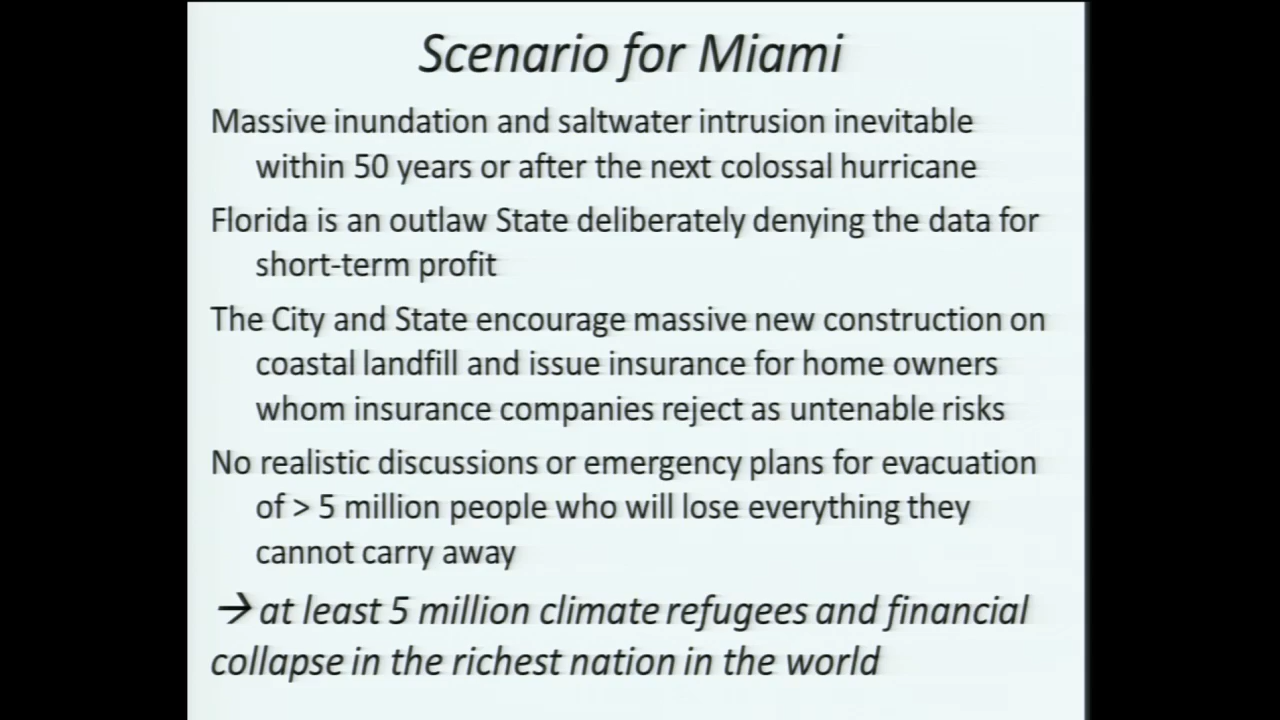 Scenario for Miami
Massive inundation and saltwater intrusion inevitable
within 50 years or after the next colossal hurricane
Florida is an outlaw State deliberately denying the data for
short-term profit
The City and State encourage massive new construction on
coastal landfill and issue insurance for home owners
whom insurance companies reject as untenable risks
No realistic discussions or emergency plans for evacuation
of > 5 million people who will lose everything they
cannot carry away
→ at least 5 million climate refugees and financial
collapse in the richest nation in the world